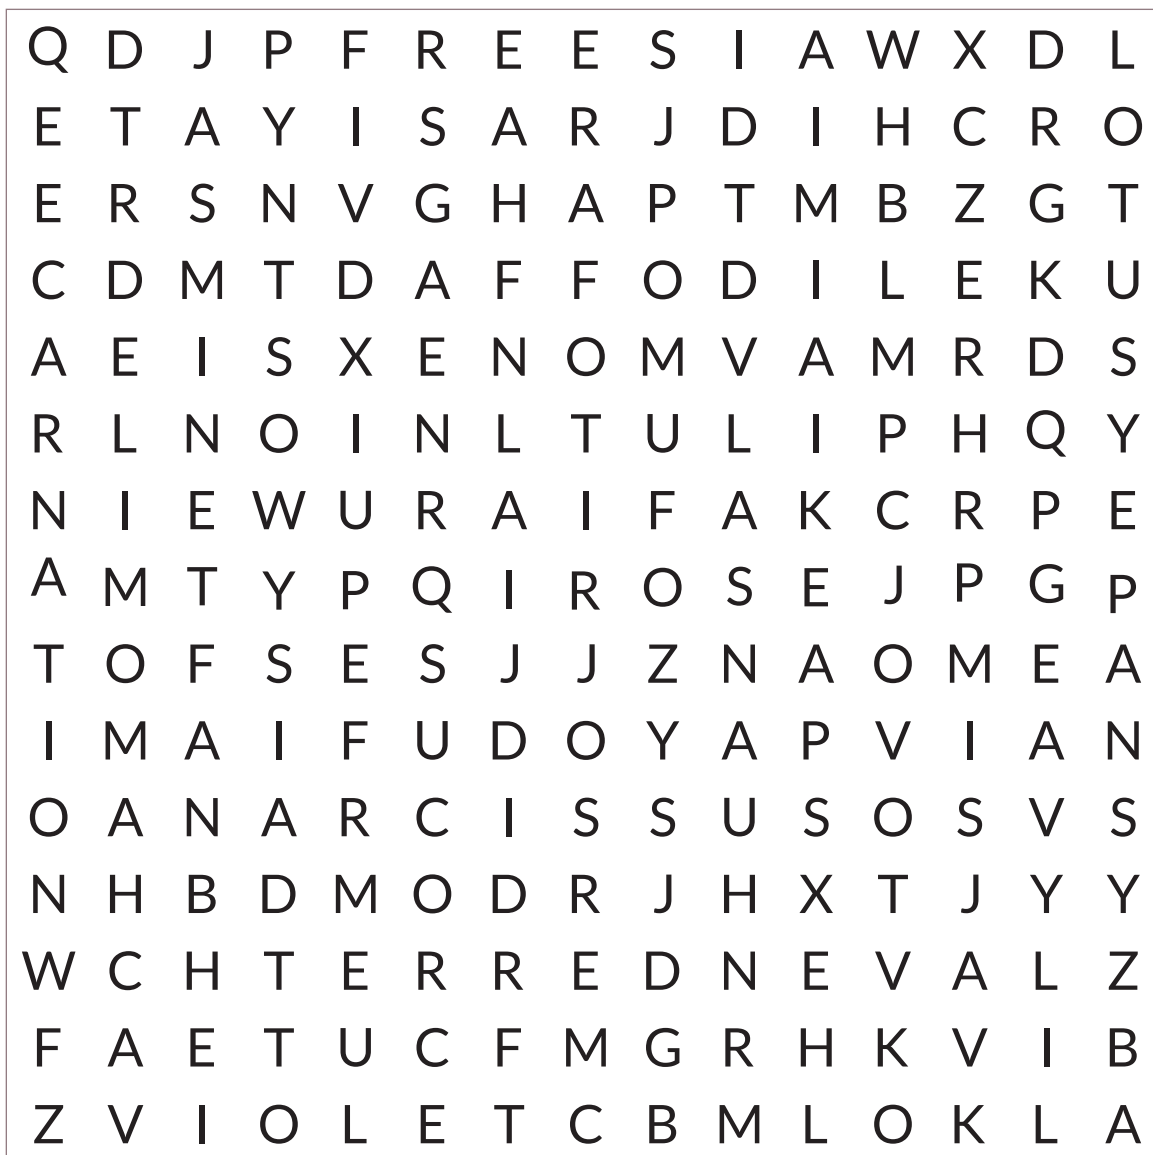 Q D J P F R E E S I A W X D L
E T A Y I S A R J D I H C R O
E R S N V G H A P T M B Z G T
C D M T D A F F O D I L E K U
A E I S X E N O M V A M R D S
R L N O I N L T U L I P H Q Y
N I E W U R A I F A K C R P E
A M T Y P Q I R O S E J P G P
T O F S E S J J Z N A O M E A
I M A I F U D O Y A P V I A N
O A N A R C I S S U S O S V S
N H B D M O D R J H X T J Y Y
W C H T E R R E D N E V A L Z
F A E T U C F M G R H K V I B
Z V I O L E T C B M L O K L A